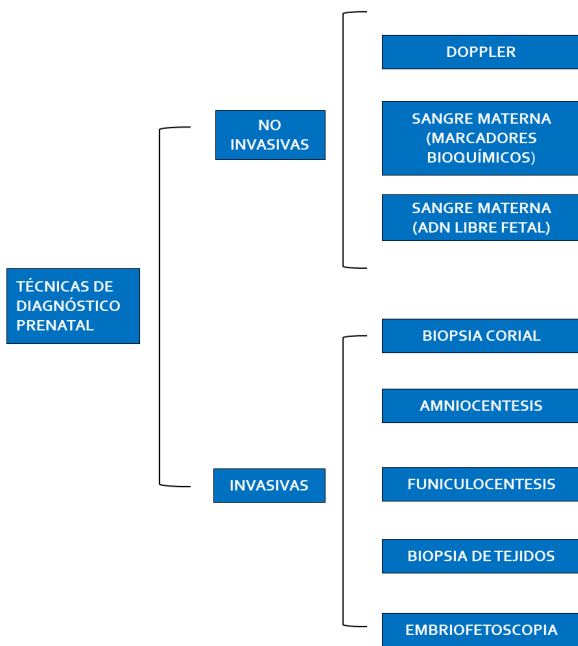 DOPPLER
NO
INVASIVAS
SANGRE MATERNA
(MARCADORES
BIOQUÍMICOS)
SANGRE MATERNA
(ADN LIBRE FETAL)
TÉCNICAS DE
DIAGNÓSTICO
PRENATAL
BIOPSIA CORIAL
AMNIOCENTESIS
INVASIVAS
FUNICULOCENTESIS
BIOPSIA DE TEJIDOS
EMBRIOFETOSCOPIA